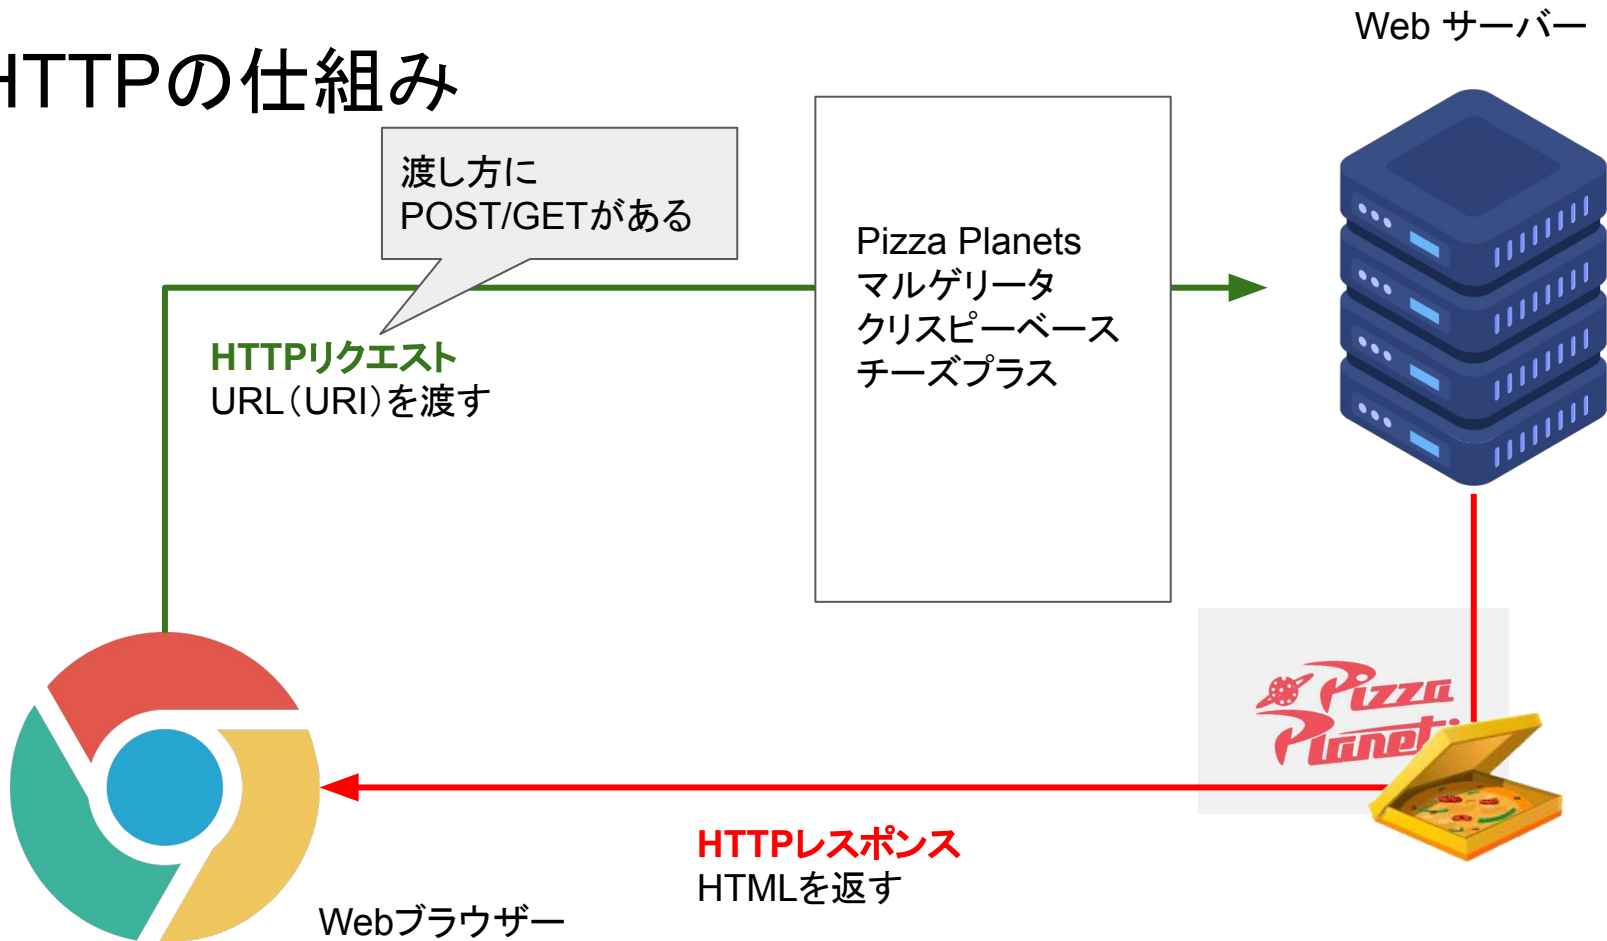 Web サーバー
HTTPの仕組み
渡し方に
POST/GETがある
Pizza Planets
マルゲリータ
クリスピーベース
チーズプラス
HTTPリクエスト
URL（URI）を渡す
Pizza
Planet
HTTPレスポンス
HTMLを返す
Webブラウザー